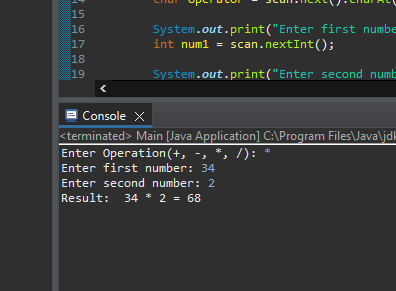 14 char operator = scan.next().charAt(
15
16 System.out.print("Enter first numbe
17 int num1 = scan.nextInt();
18
19 System.out.print("Enter second numb
Console
<terminated> Main [Java Application] C:\Program Files\Java\jdk
Enter Operation(+, -, *, /): *
Enter first number: 34
Enter second number: 2
Result:  34 * 2 = 68